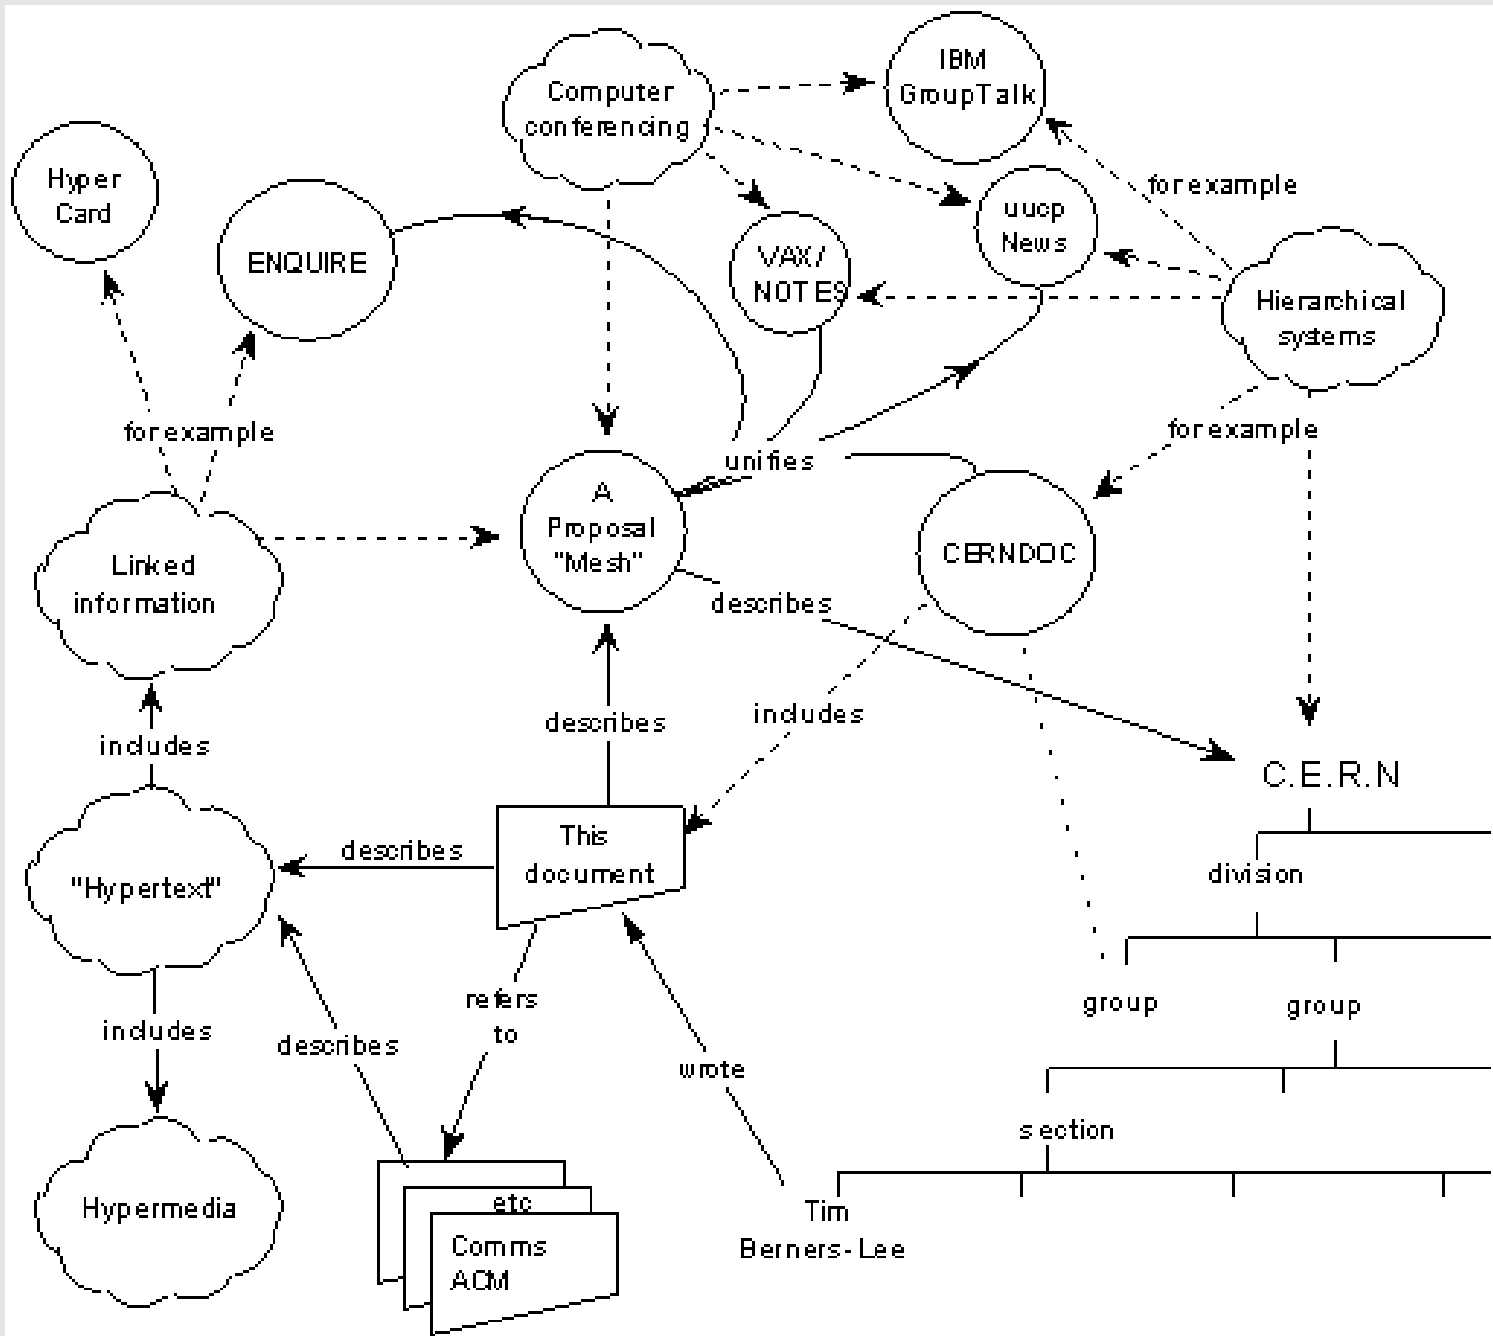 IBM
GroupTalk
Computer
conferencing
Hyper
Card
for example
uucp
News
ENQUIRE
VAX/
NOTES
Hierarchical
systems
for example
for example
unifies
A
Proposal
"Mesh"
CERNDOC
Linked
information
describes
describes
includes
includes
C.E.R.N
This
document
describes
division
"Hypertext"
refers
to
group
group
includes
describes
wrote
section
etc
Hypermedia
Tim
Berners-Lee
Comms
ACM